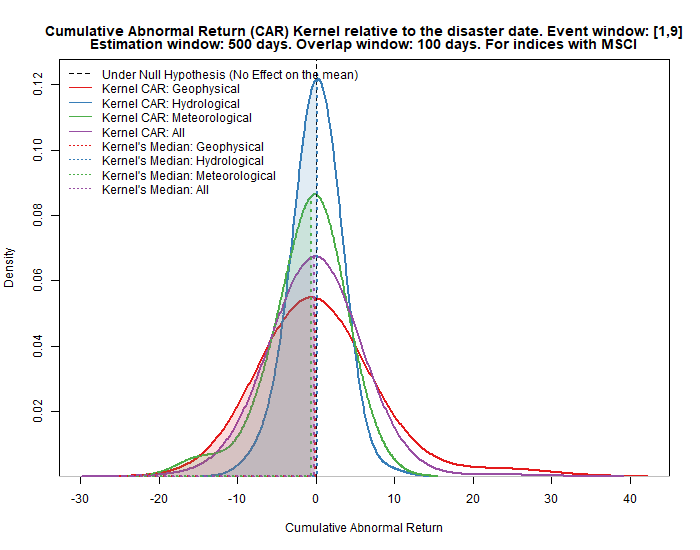 Cumulative Abnormal Return (CAR) Kernel relative to the disaster date. Event window: [1,9]
Estimation window: 500 days. Overlap window: 100 days. For indices with MSCI
Under Null Hypothesis (No Effect on the mean)
Kernel CAR: Geophysical
Kernel CAR: Hydrological
Kernel CAR: Meteorological
Kernel CAR: All
Kernel's Median: Geophysical
Kernel's Median: Hydrological
Kernel's Median: Meteorological
Kernel's Median: All
0.12
0.10
0.08
0.06
0.04
0.02
Density
-30 -20 -10 0 10 20 30 40
Cumulative Abnormal Return